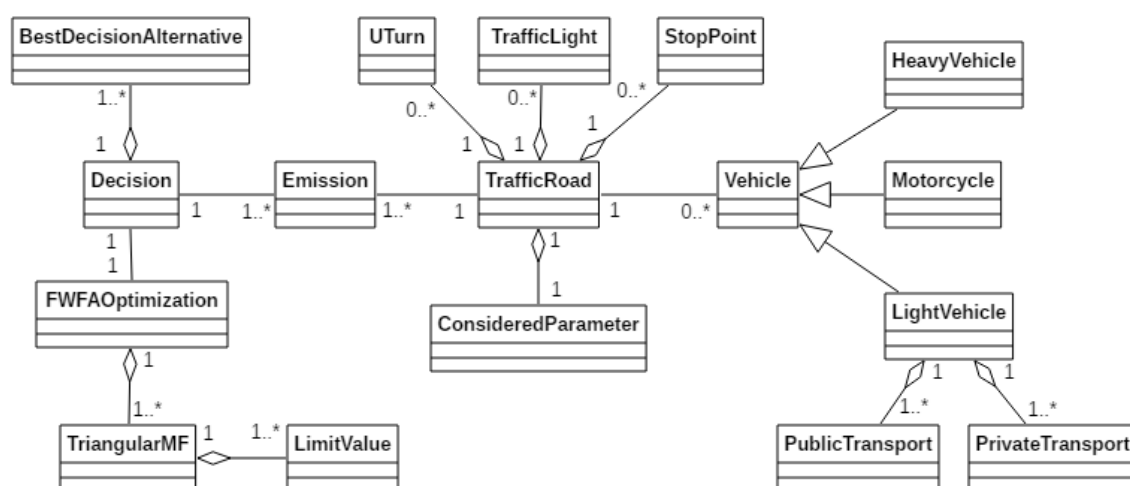 BestDecisionAlternative
UTurn
TrafficLight
StopPoint
HeavyVehicle
1..*
0..*
0..*
0..*
1
1
1
1
Decision
Emission
TrafficRoad
Vehicle
Motorcycle
1
1..*
1..*
1
1
0..*
1
1
1
1
FWFAOptimization
ConsideredParameter
LightVehicle
1
1
1
1..*
1..*
1..*
TriangularMF
1
1..*
LimitValue
PublicTransport
PrivateTransport